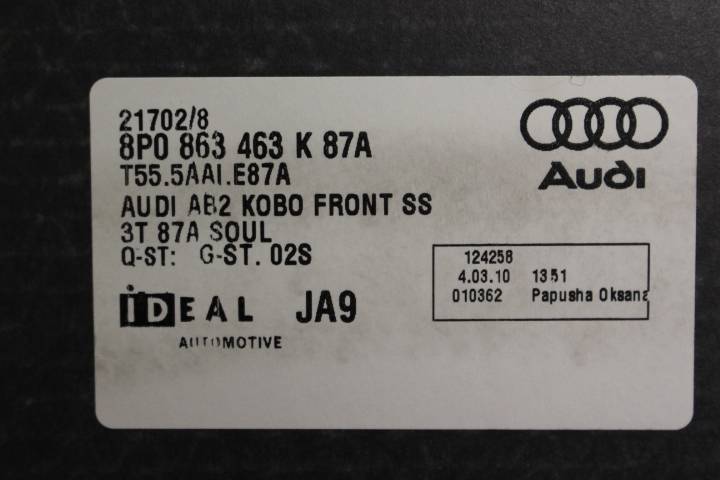 21702/8
8P0 863 463 K 87A
T55.5AAI.E87A
AUDI AB2 KOBO FRONT SS
3T 87A SOUL
Q-ST: G-ST. 02S
IDEAL JA9
AUTOMOTIVE
Audi
124258
4.03.10 1351
010362 Papusha Oksana